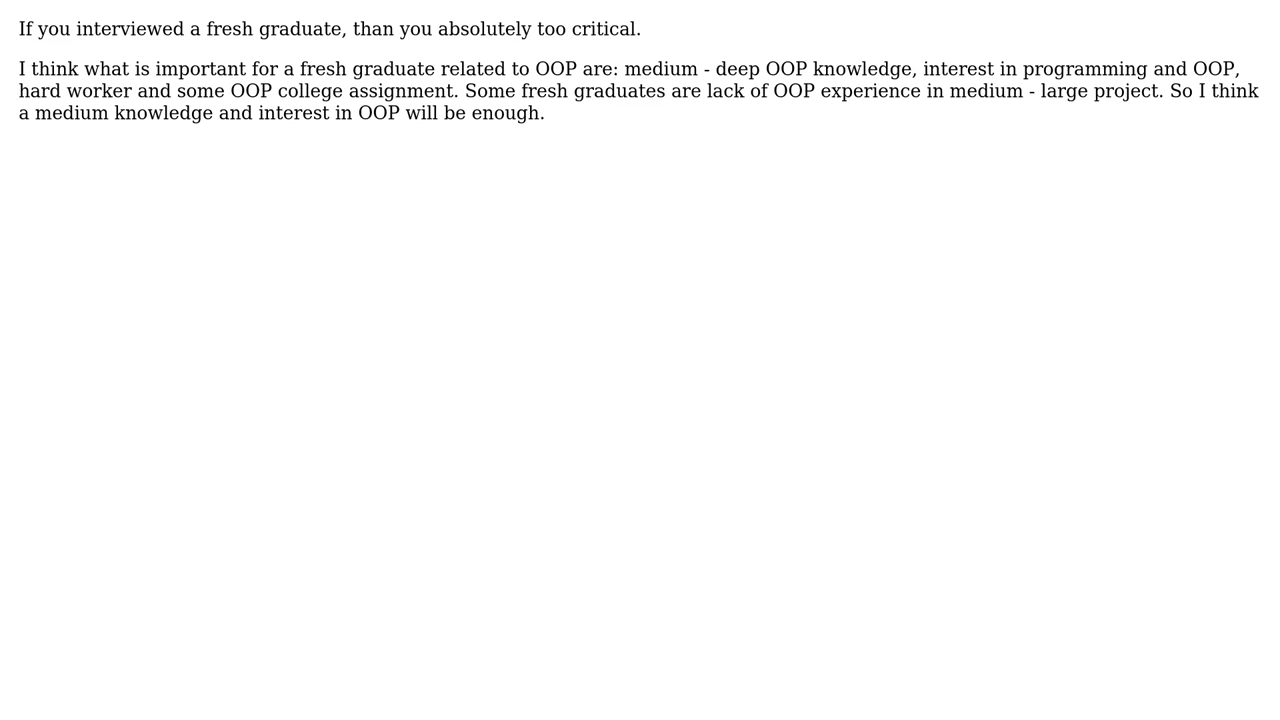 If you interviewed a fresh graduate, than you absolutely too critical.
I think what is important for a fresh graduate related to OOP are: medium - deep OOP knowledge, interest in programming and OOP,
hard worker and some OOP college assignment. Some fresh graduates are lack of OOP experience in medium - large project. So I think
a medium knowledge and interest in OOP will be enough.